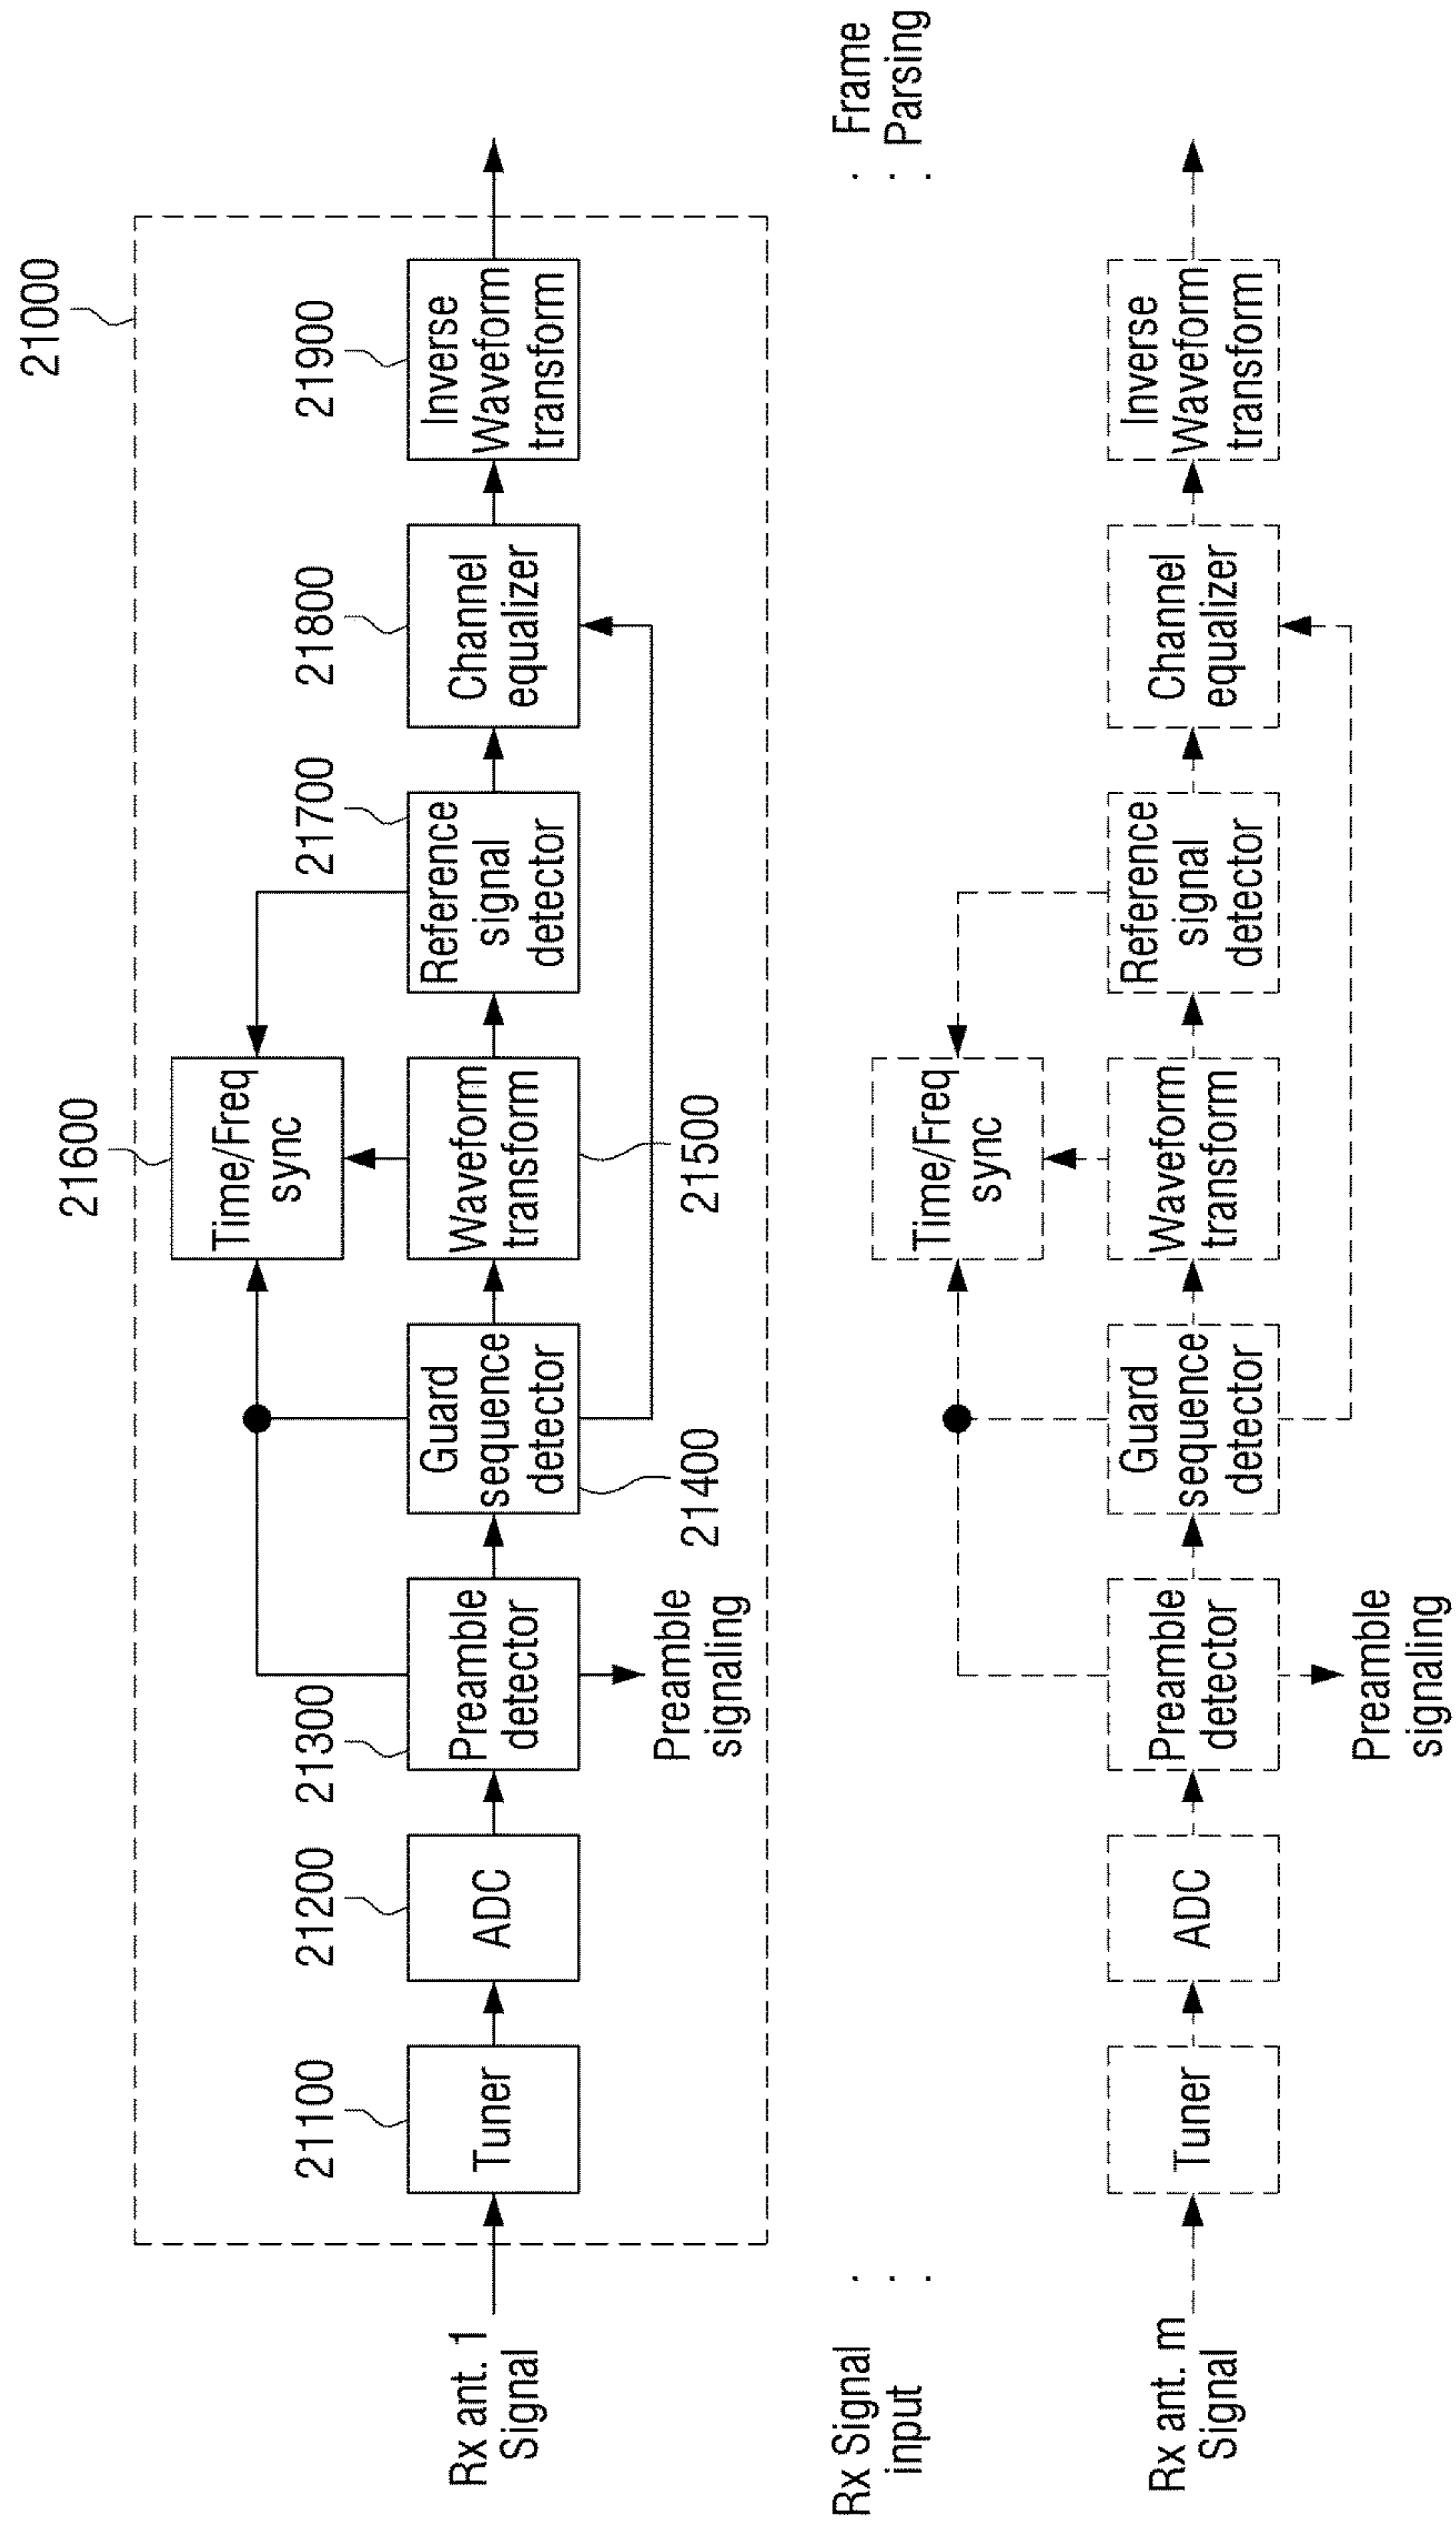 21000
21600
21100
21200
21300
21700
21800
21900
Time/Freq
sync
Rx ant. 1
Signal
Tuner
ADC
Preamble
detector
Guard
sequence
detector
Waveform
transform
Reference
signal
detector
Channel
equalizer
Inverse
Waveform
transform
Preamble
signaling
21400
21500
Rx Signal
input
Frame
Parsing
Time/Freq
sync
Rx ant. m
Signal
Tuner
ADC
Preamble
detector
Guard
sequence
detector
Waveform
transform
Reference
signal
detector
Channel
equalizer
Inverse
Waveform
transform
Preamble
signaling